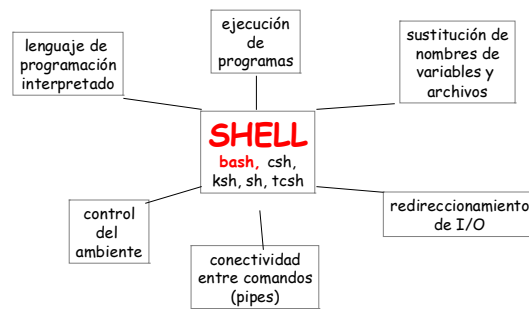 ejecución
de
programas
lenguaje de
programación
interpretado
sustitución de
nombres de
variables y
archivos
SHELL
bash, csh,
ksh, sh, tcsh
control
del
ambiente
redireccionamiento
de I/O
conectividad
entre comandos
(pipes)